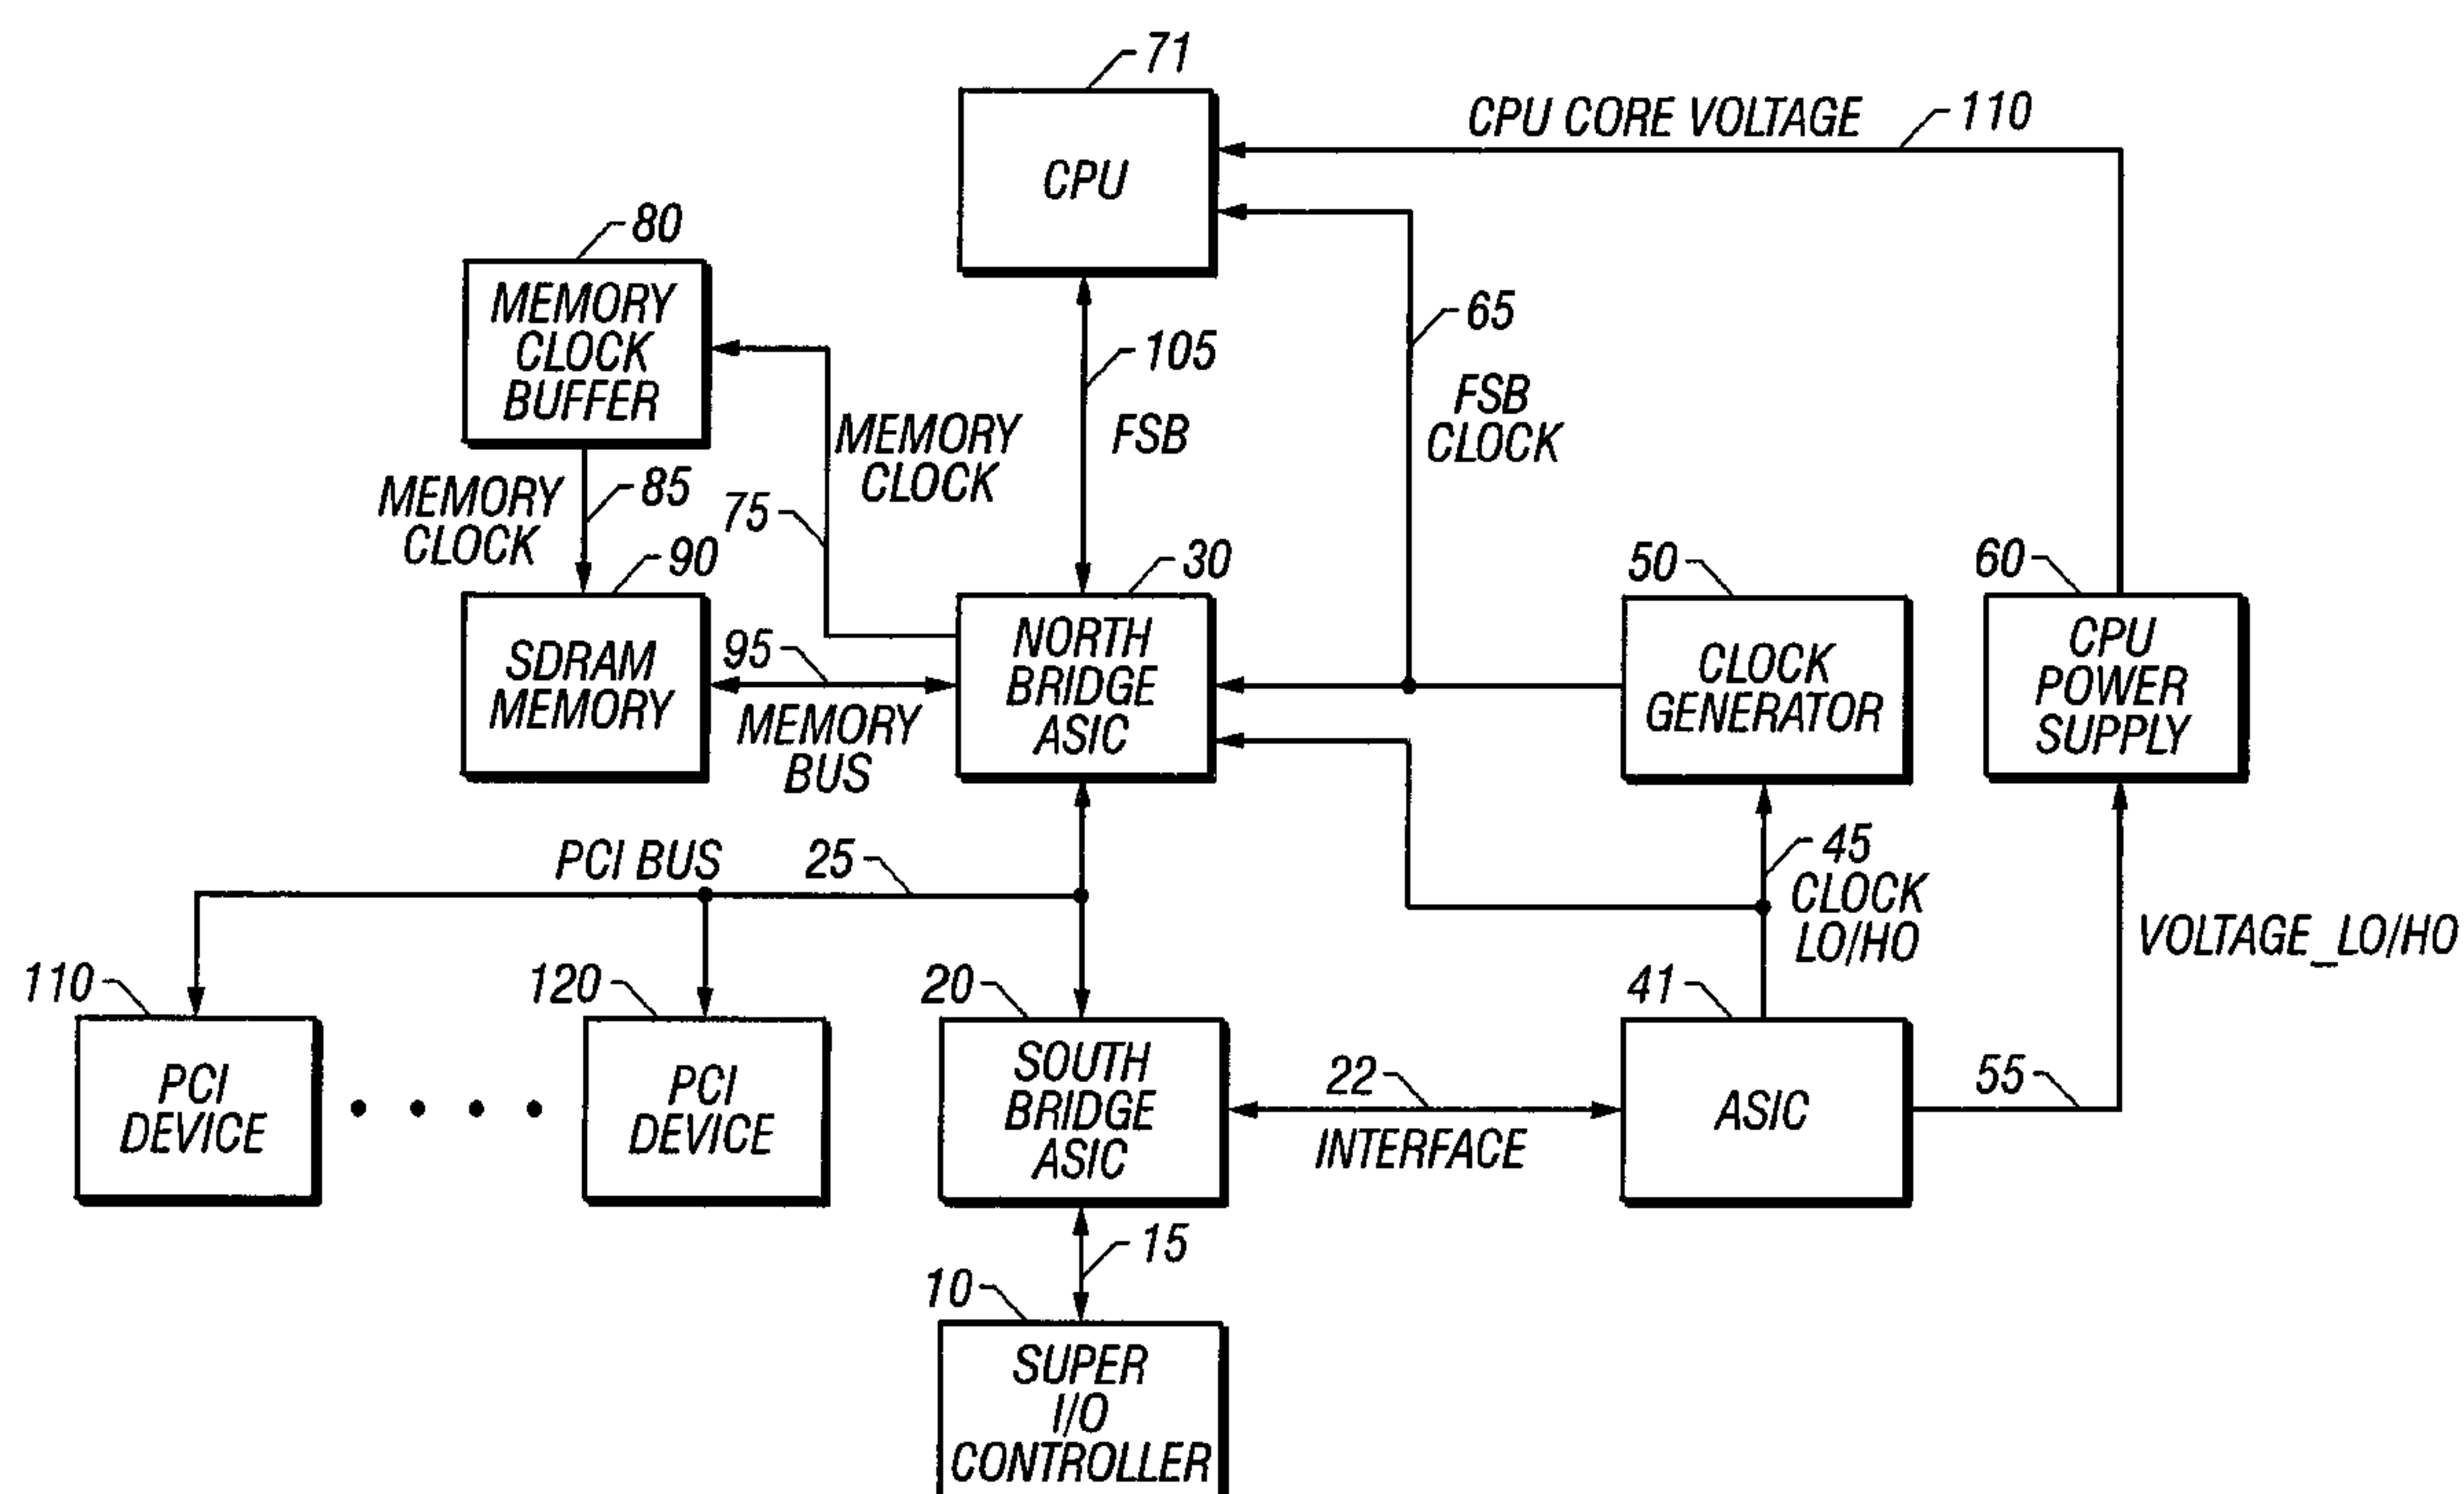 71
CPU
CPU CORE VOLTAGE
110
80
MEMORY
CLOCK
BUFFER
65
FSB
CLOCK
105
FSB
MEMORY
CLOCK
75
MEMORY
CLOCK
85
90
SDRAM
MEMORY
95
MEMORY
BUS
30
NORTH
BRIDGE
ASIC
50
CLOCK
GENERATOR
60
CPU
POWER
SUPPLY
PCI BUS
25
45
CLOCK
LO/HO
VOLTAGE_LO/HO
110
PCI
DEVICE
120
PCI
DEVICE
20
SOUTH
BRIDGE
ASIC
22
INTERFACE
41
ASIC
55
15
10
SUPER
I/O
CONTROLLER